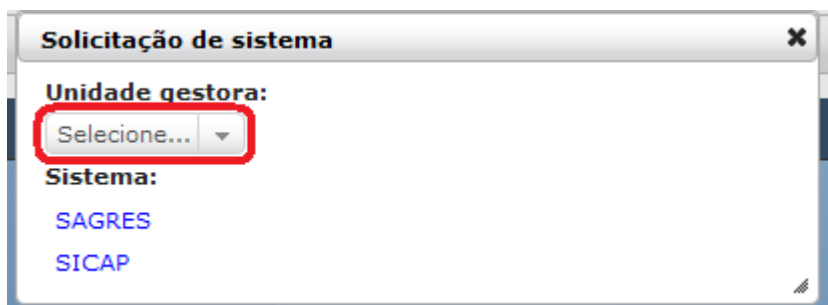 Solicitação de sistema
Unidade gestora:
Selecione...
Sistema:
SAGRES
SICAP